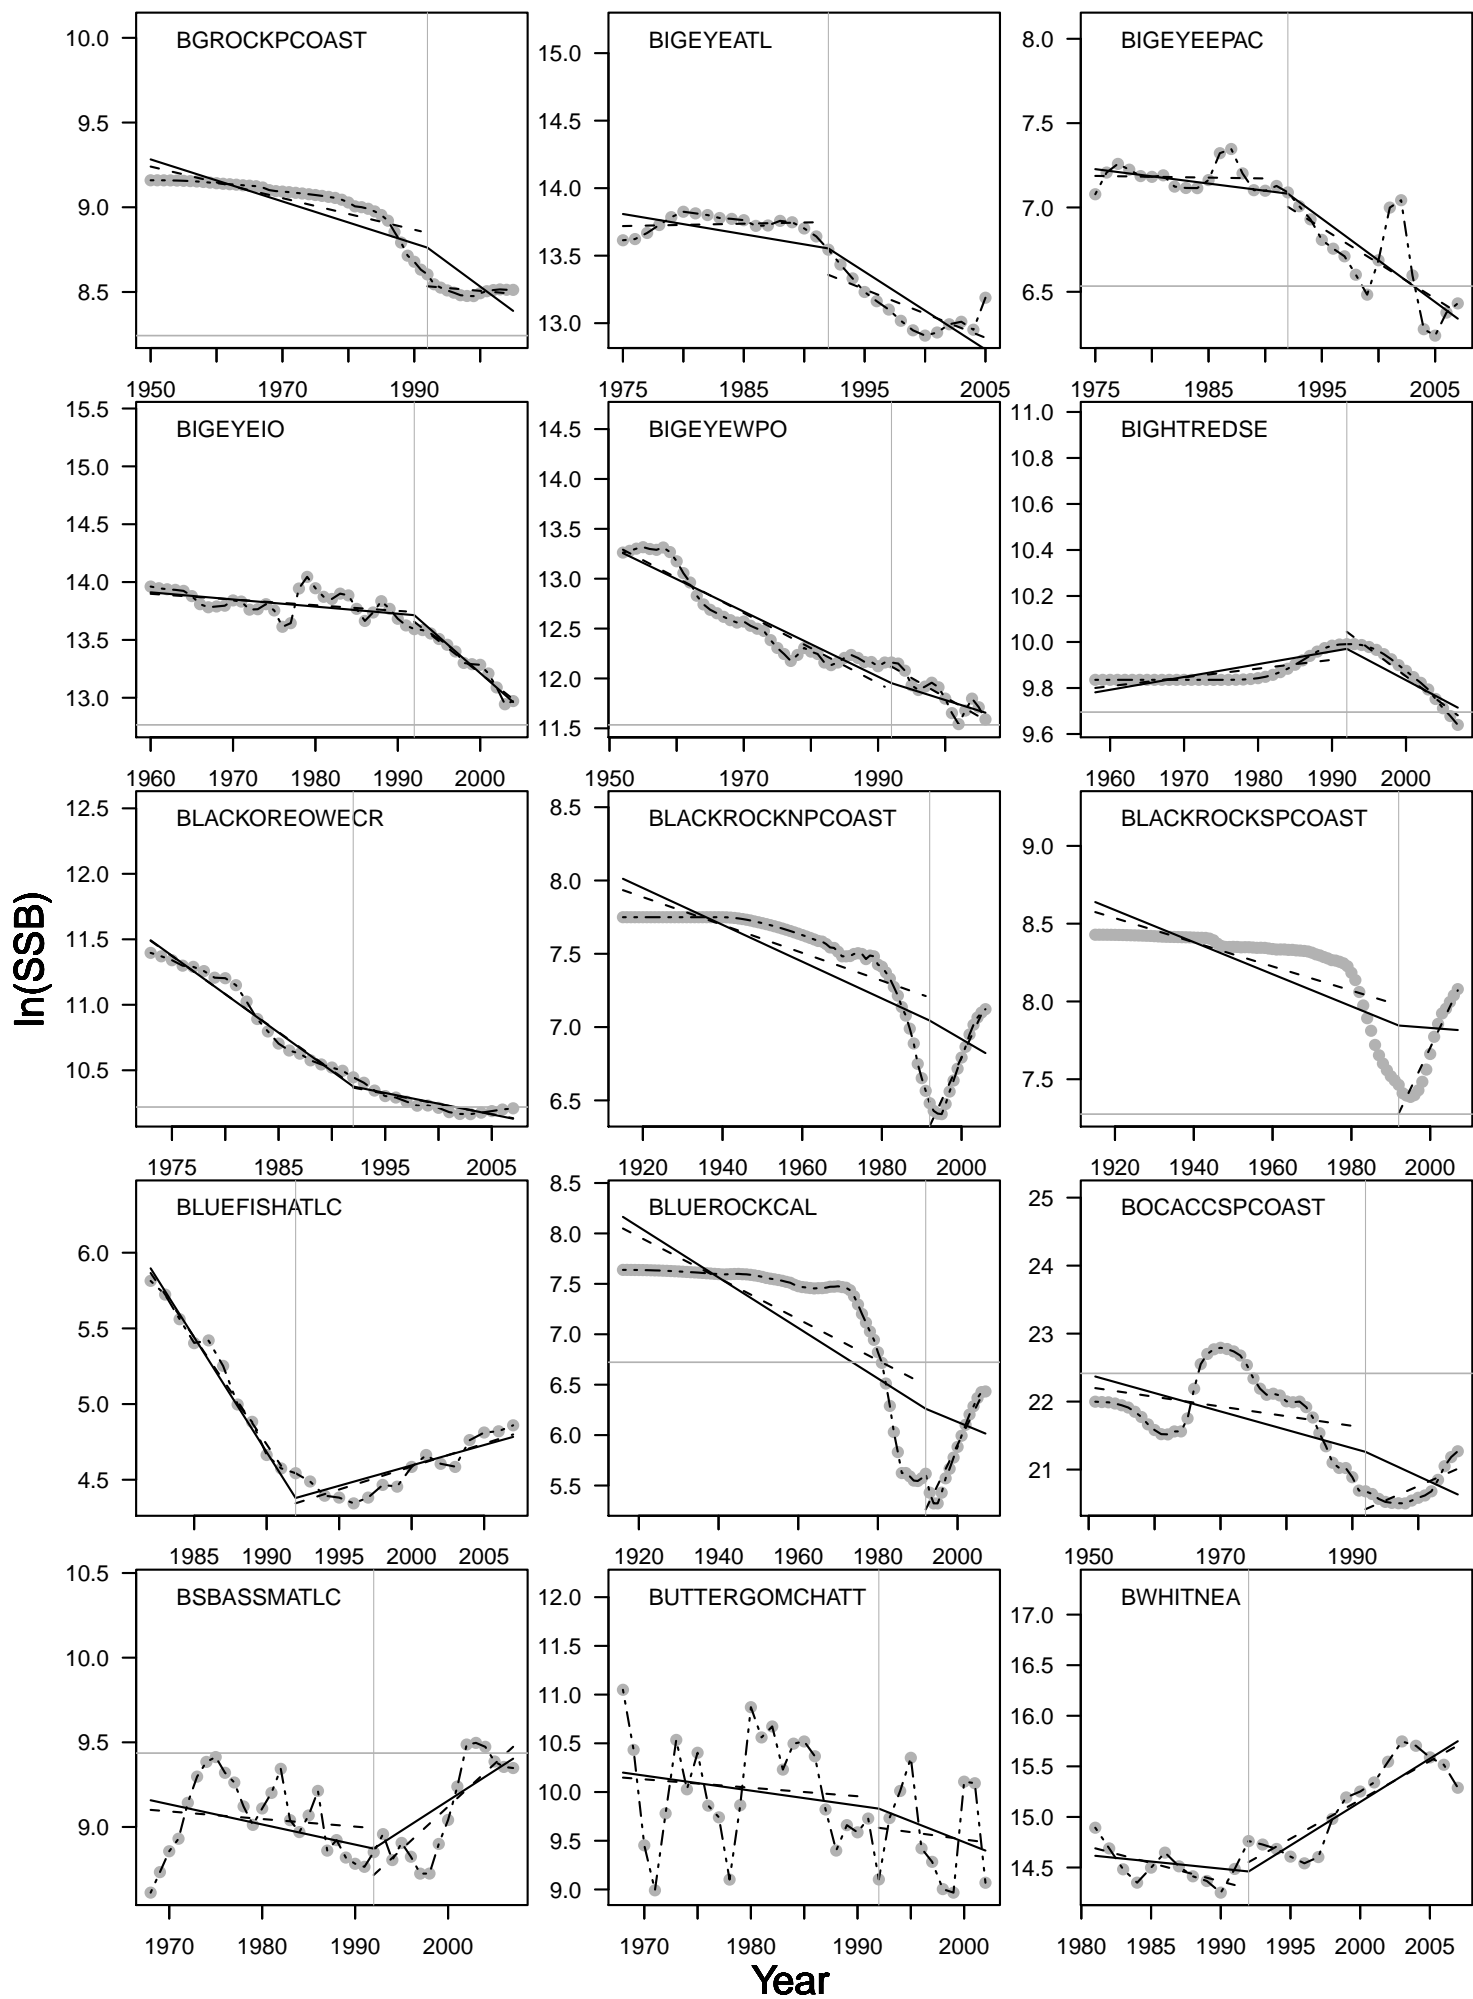 BGROCKPCOAST
10.0
9.5
9.0
8.5
1950 1970 1990
BIGEYEATL
15.0
14.5
14.0
13.5
13.0
1975 1985 1995 2005
BIGEYEEPAC
8.0
7.5
7.0
6.5
1975 1985 1995 2005
BIGEYEIO
15.5
15.0
14.5
14.0
13.5
13.0
1960 1970 1980 1990 2000
BIGEYEWPO
14.5
14.0
13.5
13.0
12.5
12.0
11.5
1950 1970 1990
BIGHTREDSE
11.0
10.8
10.6
10.4
10.2
10.0
9.8
9.6
1960 1970 1980 1990 2000
BLACKOREOWECR
12.5
12.0
11.5
11.0
10.5
1975 1985 1995 2005
BLACKROCKNPCOAST
8.5
8.0
7.5
7.0
6.5
1920 1940 1960 1980 2000
BLACKROCKSPCOAST
9.0
8.5
8.0
7.5
1920 1940 1960 1980 2000
ln(SSB)
BLUEFISHATLC
6.0
5.5
5.0
4.5
1985 1990 1995 2000 2005
BLUEROCKCAL
8.5
8.0
7.5
7.0
6.5
6.0
5.5
1920 1940 1960 1980 2000
BOCACCSPCOAST
25
24
23
22
21
1950 1970 1990
BSBASSMATLC
10.5
10.0
9.5
9.0
1970 1980 1990 2000
BUTTERGOMCHATT
12.0
11.5
11.0
10.5
10.0
9.5
9.0
1970 1980 1990 2000
BWHITNEA
17.0
16.5
16.0
15.5
15.0
14.5
1980 1985 1990 1995 2000 2005
Year